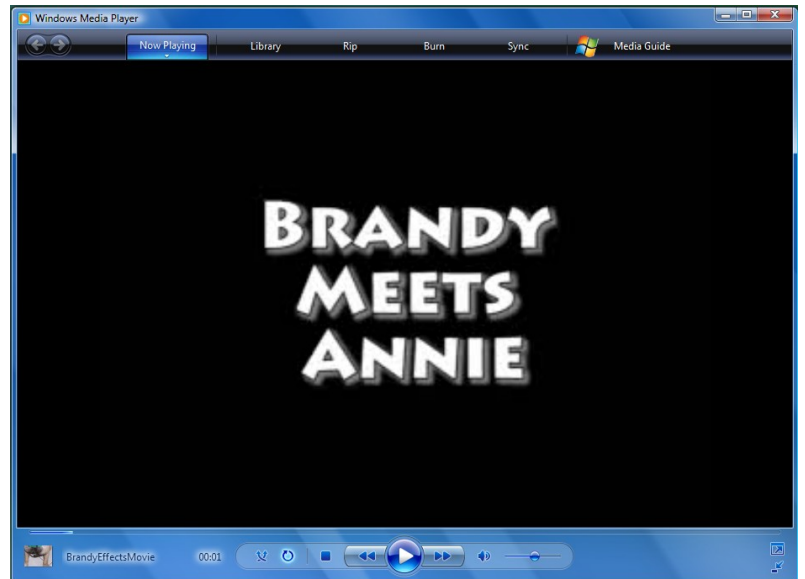 Windows Media Player
Now Playing Library Rip Burn Sync Media Guide
BRANDY
MEETS
ANNIE
BrandyEffectsMovie 00:01